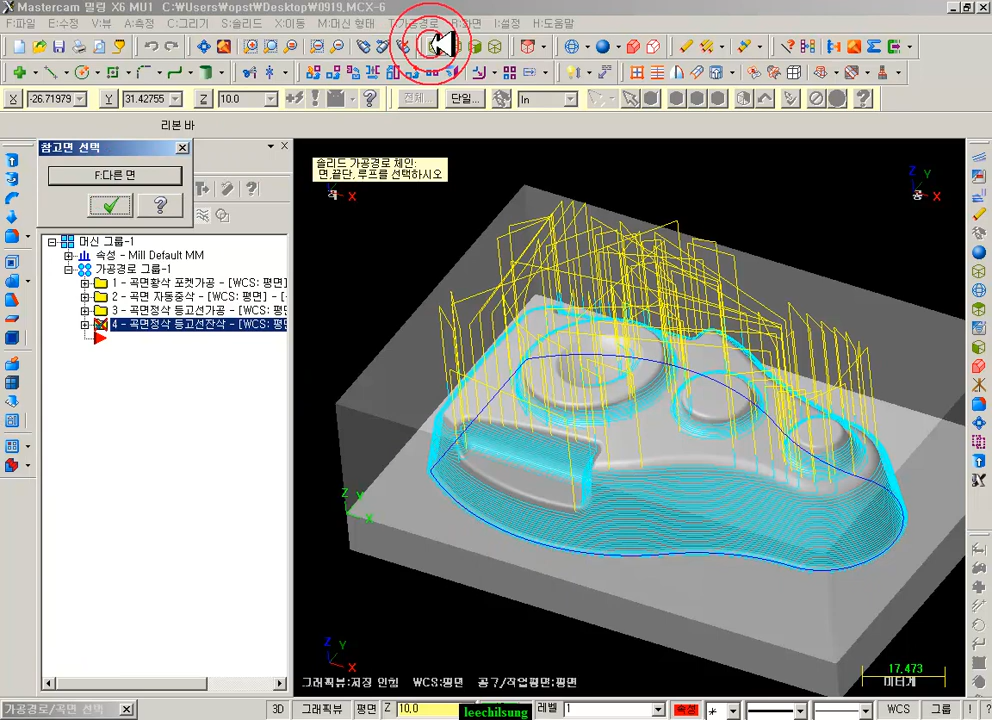 Mastercam 밀링 X6 MU1 C:₩Users₩opst₩Desktop₩0919.MCX-6
F:파일 E:수정 V:뷰 A:측정 C:그리기 S:솔리드 X:이동 M:머신 형태 T:가공경로 R:화면 I:설정 H:도움말
X -26.71979 Y 31.42755 Z 10.0 전체... 단일... In
리본 바
참고면 선택
F:다른 면
솔리드 가공경로 체인:
면,끝단,루프를 선택하시오
X
Z Y X
머신 그룹-1
속성 - Mill Default MM
가공경로 그룹-1
1 - 곡면황삭 포켓가공 - [WCS: 평면]
2 - 곡면 자동중삭 - [WCS: 평면] -
3 - 곡면정삭 등고선가공 - [WCS: 평면]
4 - 곡면정삭 등고선잔삭 - [WCS: 평면]
Z Y
X
Z Y
X
17,473
미터계
그래픽뷰:저장 안됨 WCS:평면 공구/작업평면:평면
가공경로/곡면 선택 3D 그래픽뷰 평면 Z 10,0 레벨 1 속성 WCS 그룹
leechilsung